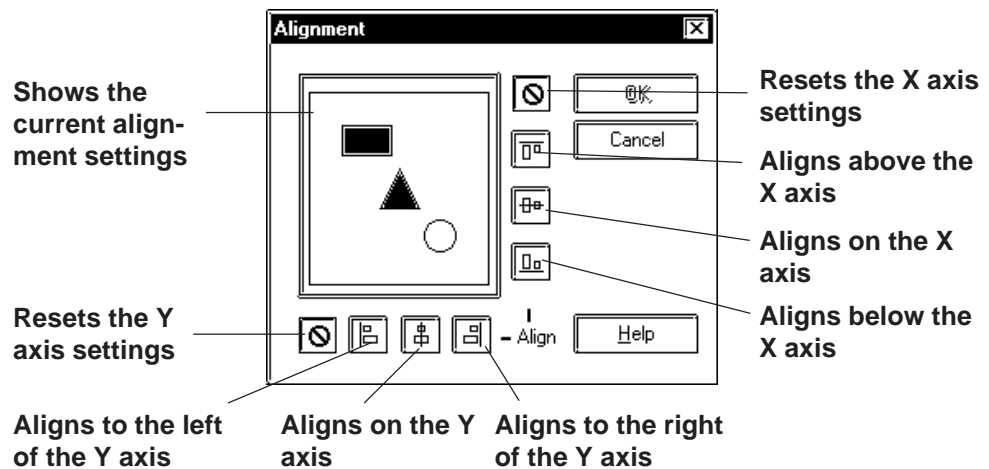 Alignment
Shows the
current align-
ment settings
OK
Cancel
Resets the X axis
settings
Aligns above the
X axis
Aligns on the X
axis
Aligns below the
X axis
Resets the Y
axis settings
Align
Help
Aligns to the left
of the Y axis
Aligns on the Y
axis
Aligns to the right
of the Y axis